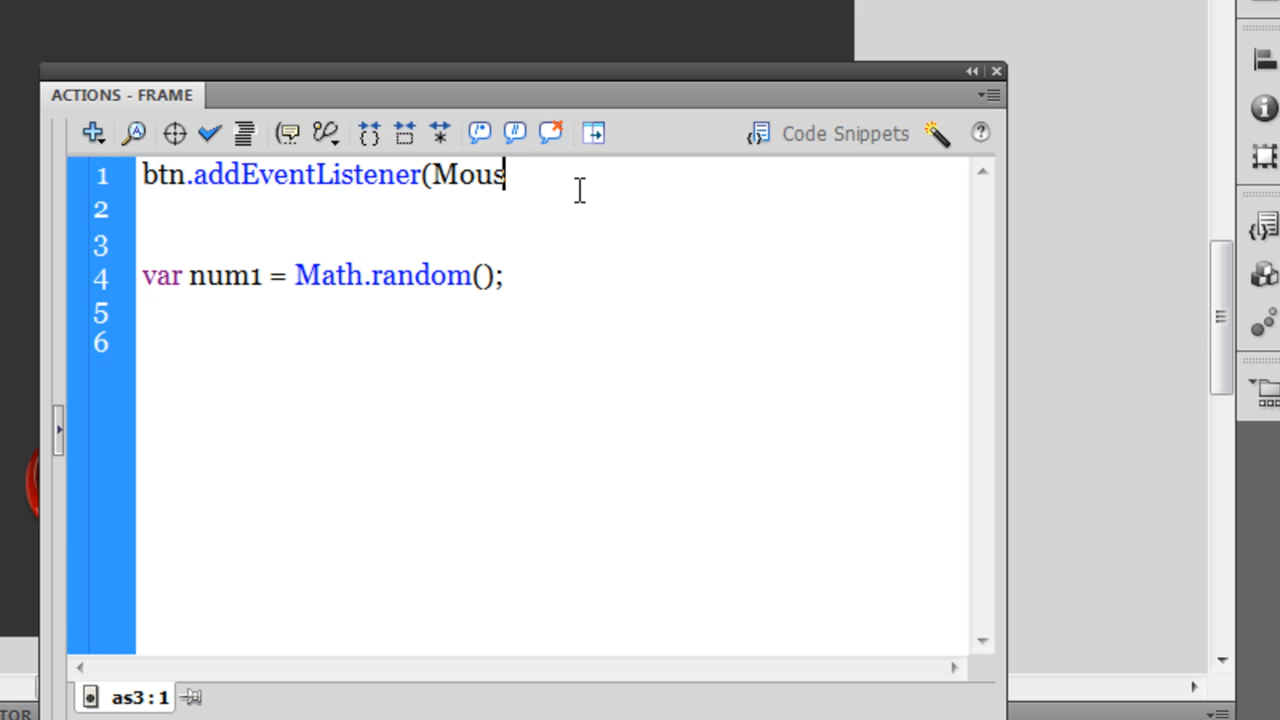 ACTIONS - FRAME
Code Snippets
1 btn.addEventListener(Mous
2
3
4 var num1 = Math.random();
5
6
as3:1
TOR